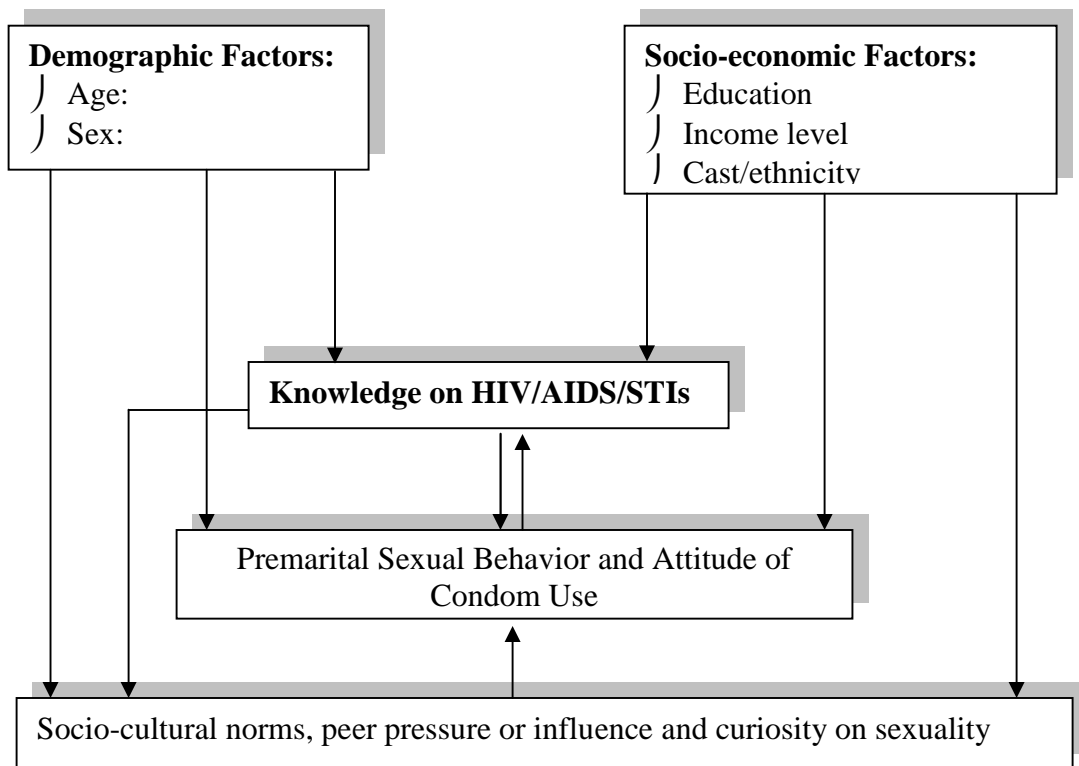 Demographic Factors:
Age:
Sex:
Socio-economic Factors:
Education
Income level
Cast/ethnicity
Knowledge on HIV/AIDS/STIs
Premarital Sexual Behavior and Attitude of
Condom Use
Socio-cultural norms, peer pressure or influence and curiosity on sexuality